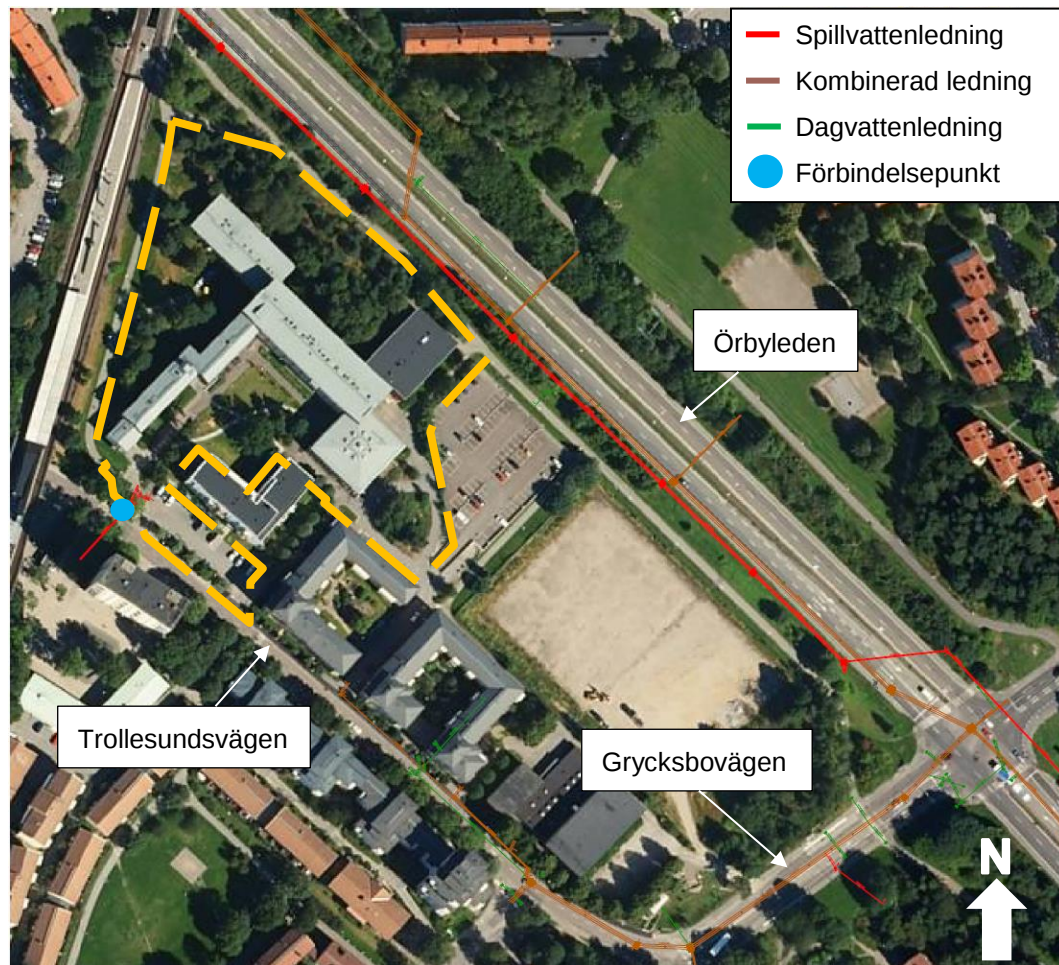 Spillvattenledning
Kombinerad ledning
Dagvattenledning
Förbindelsepunkt
Örbyleden
Trollesundsvägen
Grycksbovägen
N